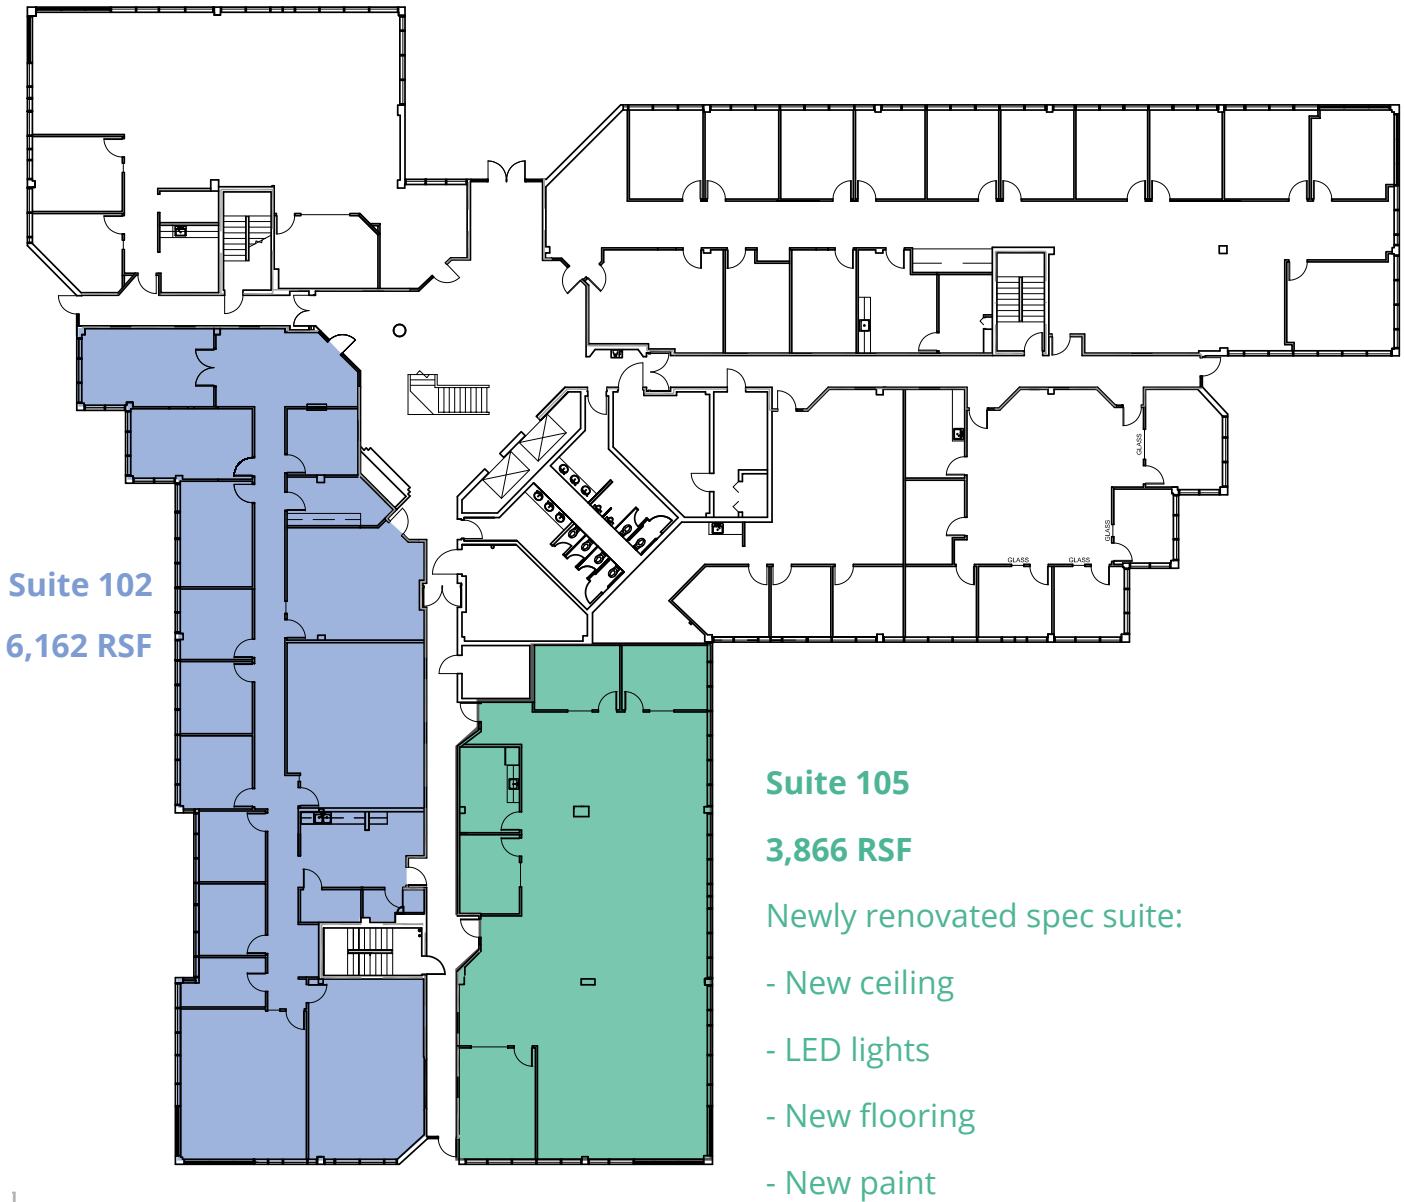 GLASS
GLASS
GLASS
GLASS
Suite 102
6,162 RSF
Suite 105
3,866 RSF
Newly renovated spec suite:
- New ceiling
- LED lights
- New flooring
- New paint